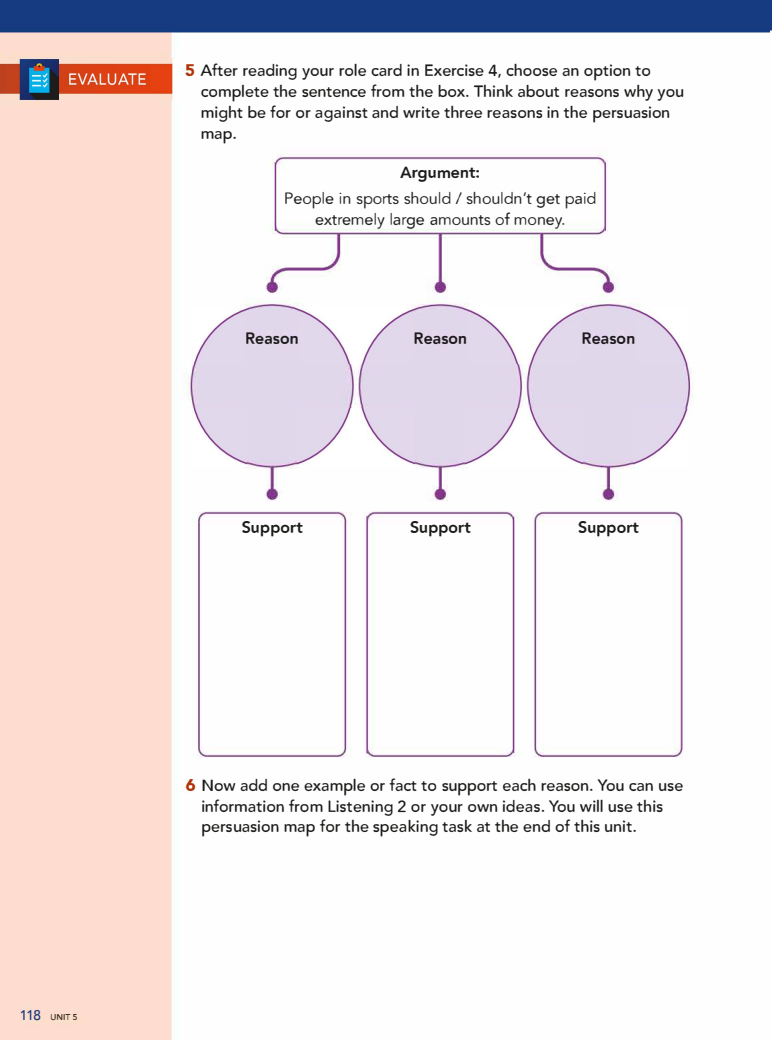 EVALUATE
5 After reading your role card in Exercise 4, choose an option to
complete the sentence from the box. Think about reasons why you
might be for or against and write three reasons in the persuasion
map.
Argument:
People in sports should / shouldn't get paid
extremely large amounts of money.
Reason
Reason
Reason
Support
Support
Support
6 Now add one example or fact to support each reason. You can use
information from Listening 2 or your own ideas. You will use this
persuasion map for the speaking task at the end of this unit.
118 UNIT 5